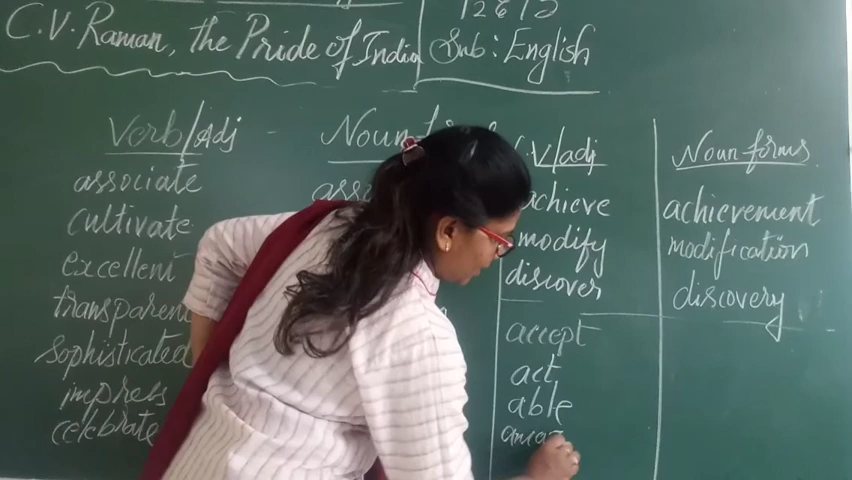 C.V. Raman, the Pride of India
Sub: English
Verb/Adj - Noun
associate
cultivate
excellent
transparent
sophisticated
impress
celebrate
V/adj
achieve
modify
discover
accept
act
able
Noun forms
achievement
modification
discovery